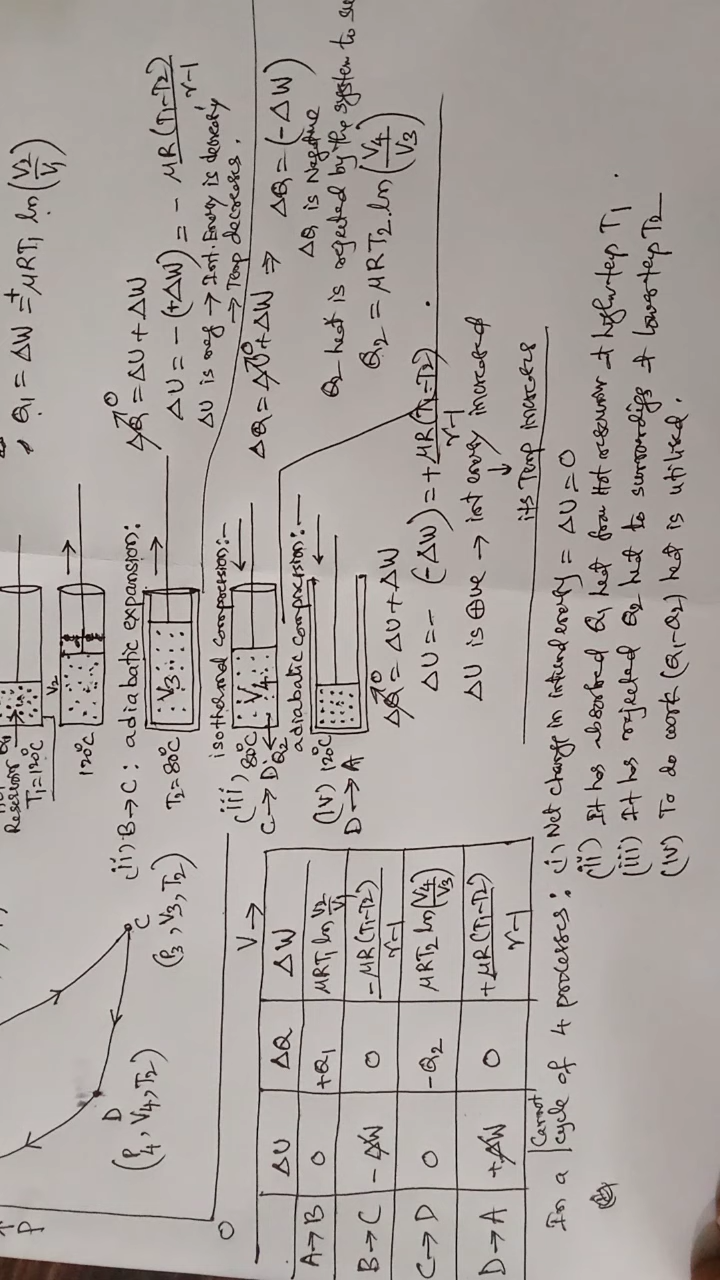 Q1 = ΔW = +μRT1 ln(V2/V1)
Reservoir Q1
T1=120°C
V2
120°C
(ii) B→C : adiabatic expansion:
V3
T2=80°C
ΔQ→0 = ΔU+ΔW
ΔU = -(+ΔW) = - μR(T1-T2)/r-1
ΔU is neg → Int. Energy is decreasing
→ Temp decreases.
isothermal compression:-
(iii) 80°C
V4
C→D
Q2
ΔQ = ΔU→0 + ΔW ⇒ ΔQ = (-ΔW)
ΔQ is Negative
Q2 heat is rejected by the system to su
Q2 = μRT2 ln(V4/V3)
adiabatic compression:-
(iv) 120°C
D→A
ΔQ→0 = ΔU+ΔW
ΔU = -(-ΔW) = +μR(T1-T2)/r-1 .
ΔU is ⊕ve → int energy increased
↓
its Temp increases
P
O
V→
C
(P3, V3, T2)
D
(P4, V4, T2)
ΔU ΔQ ΔW
A→B 0 +Q1 μRT1 ln V2/V1
B→C -ΔW 0 -μR(T1-T2)/r-1
C→D 0 -Q2 μRT2 ln(V4/V3)
D→A +ΔW 0 +μR(T1-T2)/r-1
In a Carnot cycle of 4 processes: (i) Net change in internal energy = ΔU = 0
(ii) It has absorbed Q1 heat from Hot reservoir at higher temp T1.
(iii) It has rejected Q2 heat to surroundings at lower temp T2
(iv) To do work (Q1-Q2) heat is utilised.